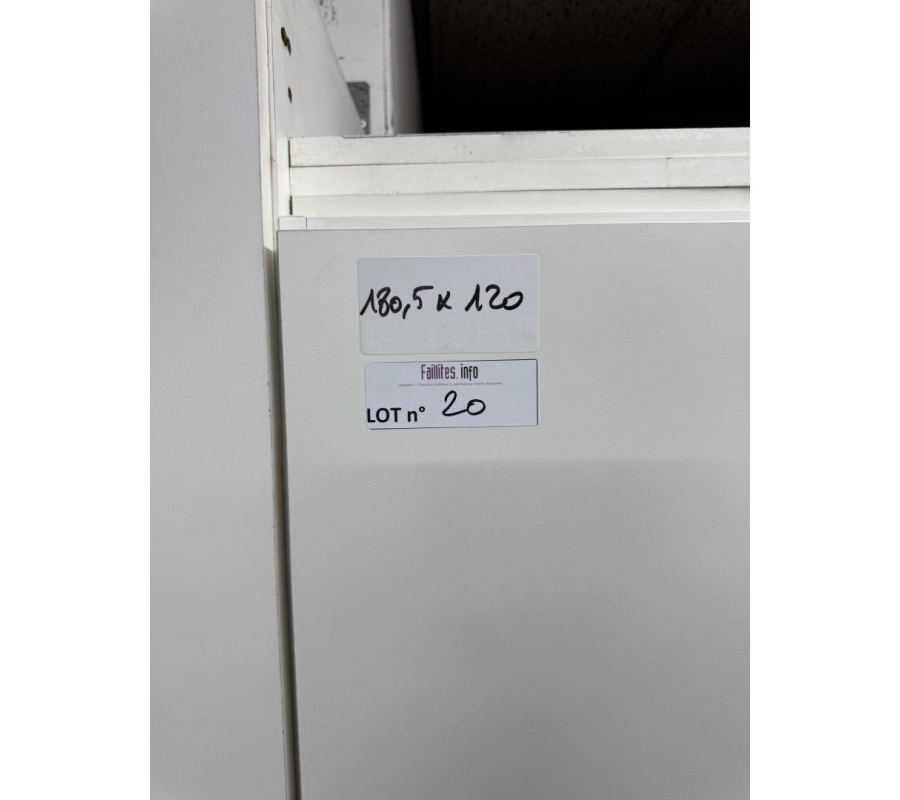 180,5 x 120
Faillites.info
LOT n° 20